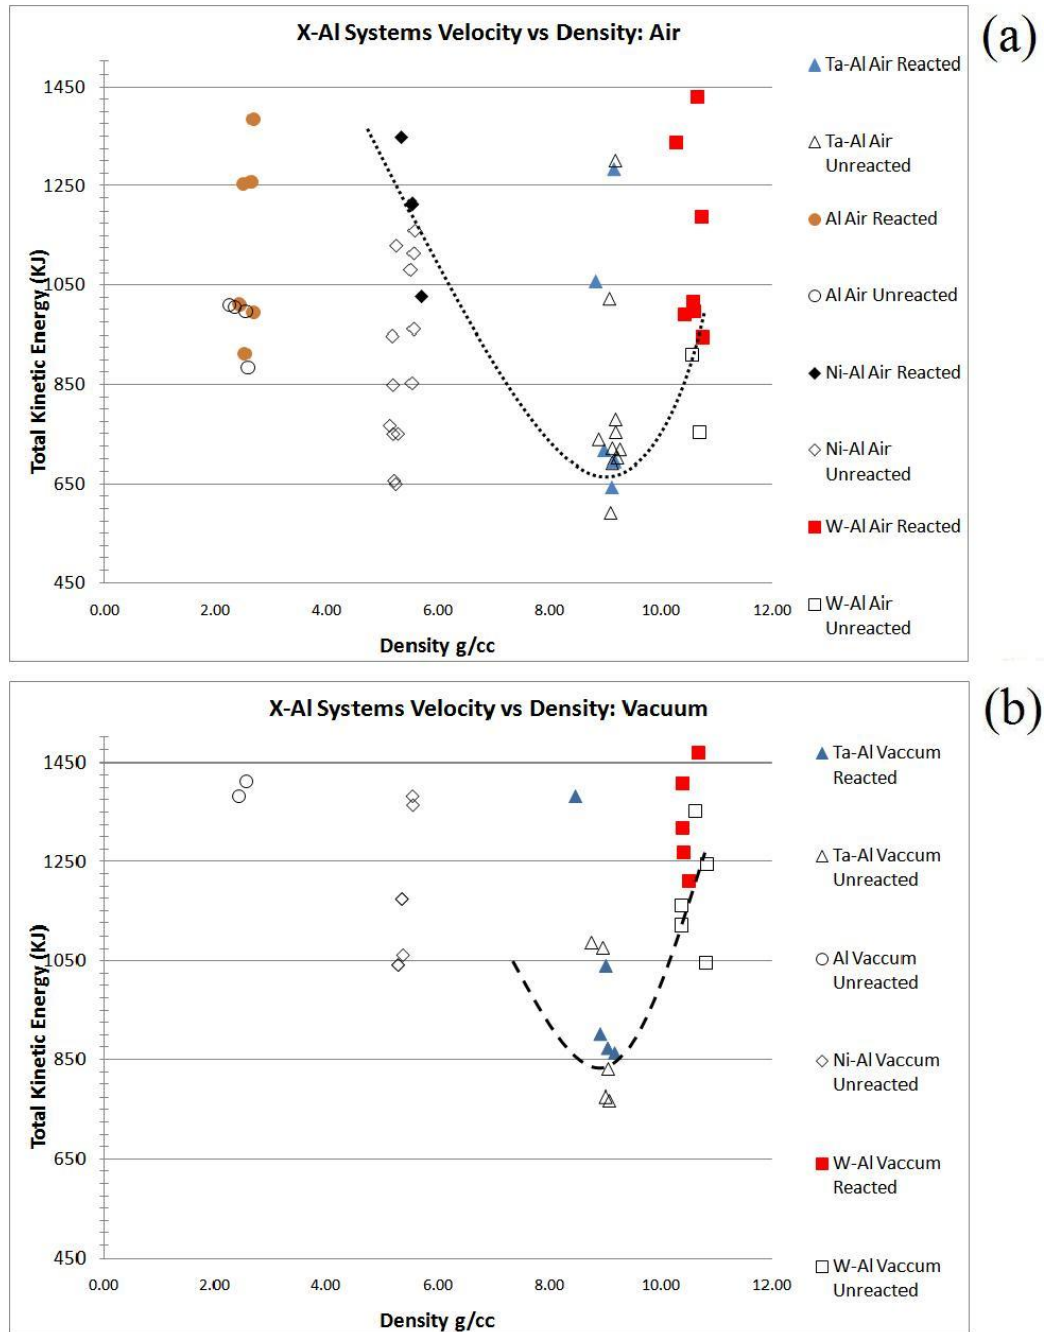 X-Al Systems Velocity vs Density: Air
(a)
1450
1250
1050
850
650
450
Total Kinetic Energy (KJ)
0.00 2.00 4.00 6.00 8.00 10.00 12.00
Density g/cc
Ta-Al Air Reacted
Ta-Al Air
Unreacted
Al Air Reacted
Al Air Unreacted
Ni-Al Air Reacted
Ni-Al Air
Unreacted
W-Al Air Reacted
W-Al Air
Unreacted
X-Al Systems Velocity vs Density: Vacuum
(b)
1450
1250
1050
850
650
450
Total Kinetic Energy (KJ)
0.00 2.00 4.00 6.00 8.00 10.00 12.00
Density g/cc
Ta-Al Vaccum
Reacted
Ta-Al Vaccum
Unreacted
Al Vaccum
Unreacted
Ni-Al Vaccum
Unreacted
W-Al Vaccum
Reacted
W-Al Vaccum
Unreacted